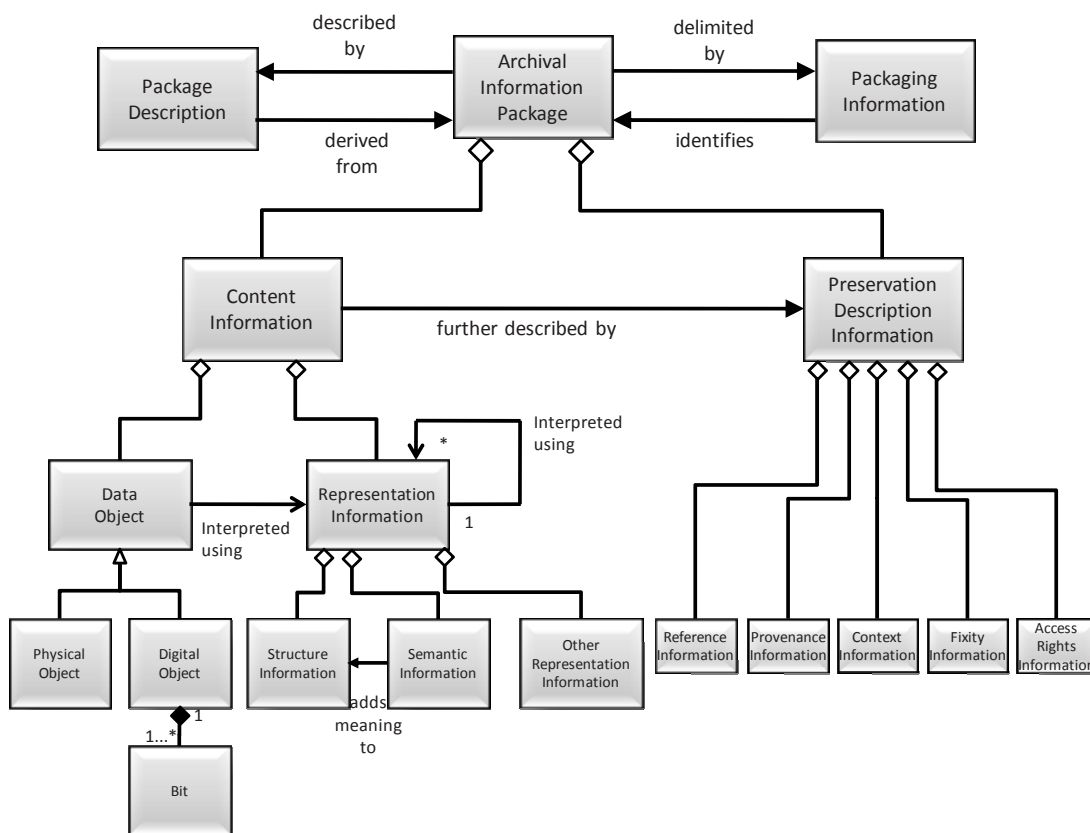 described
by
delimited
by
Package
Description
Archival
Information
Package
Packaging
Information
derived
from
identifies
Content
Information
further described by
Preservation
Description
Information
Data
Object
Interpreted
using
Representation
Information
*
1
Interpreted
using
Physical
Object
Digital
Object
1
1...*
Bit
Structure
Information
Semantic
Information
adds
meaning
to
Other
Representation
Information
Reference
Information
Provenance
Information
Context
Information
Fixity
Information
Access
Rights
Information